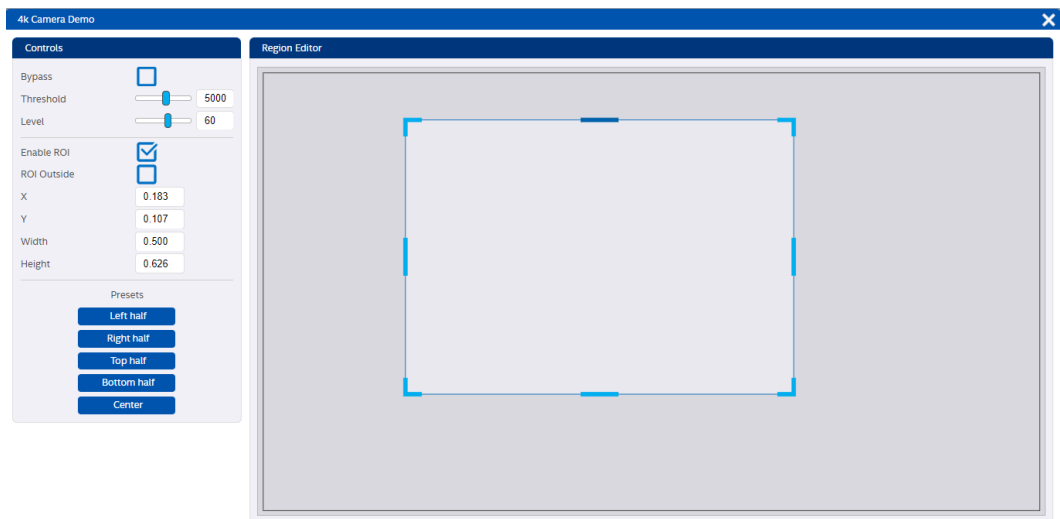 4k Camera Demo
Controls
Region Editor
Bypass
Threshold 5000
Level 60
Enable ROI
ROI Outside
X 0.183
Y 0.107
Width 0.500
Height 0.626
Presets
Left half
Right half
Top half
Bottom half
Center